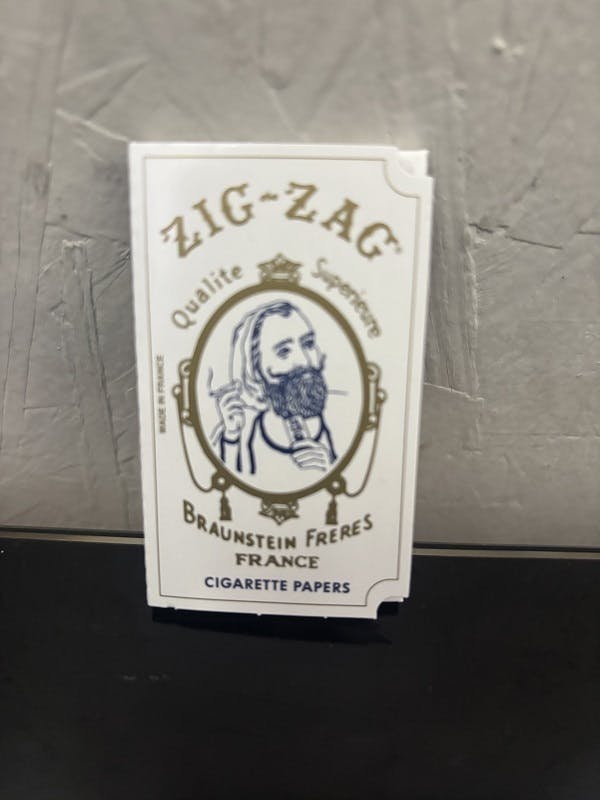 ZIG-ZAG
Qualite Superieure
MADE IN FRANCE
BRAUNSTEIN FRERES
FRANCE
CIGARETTE PAPERS